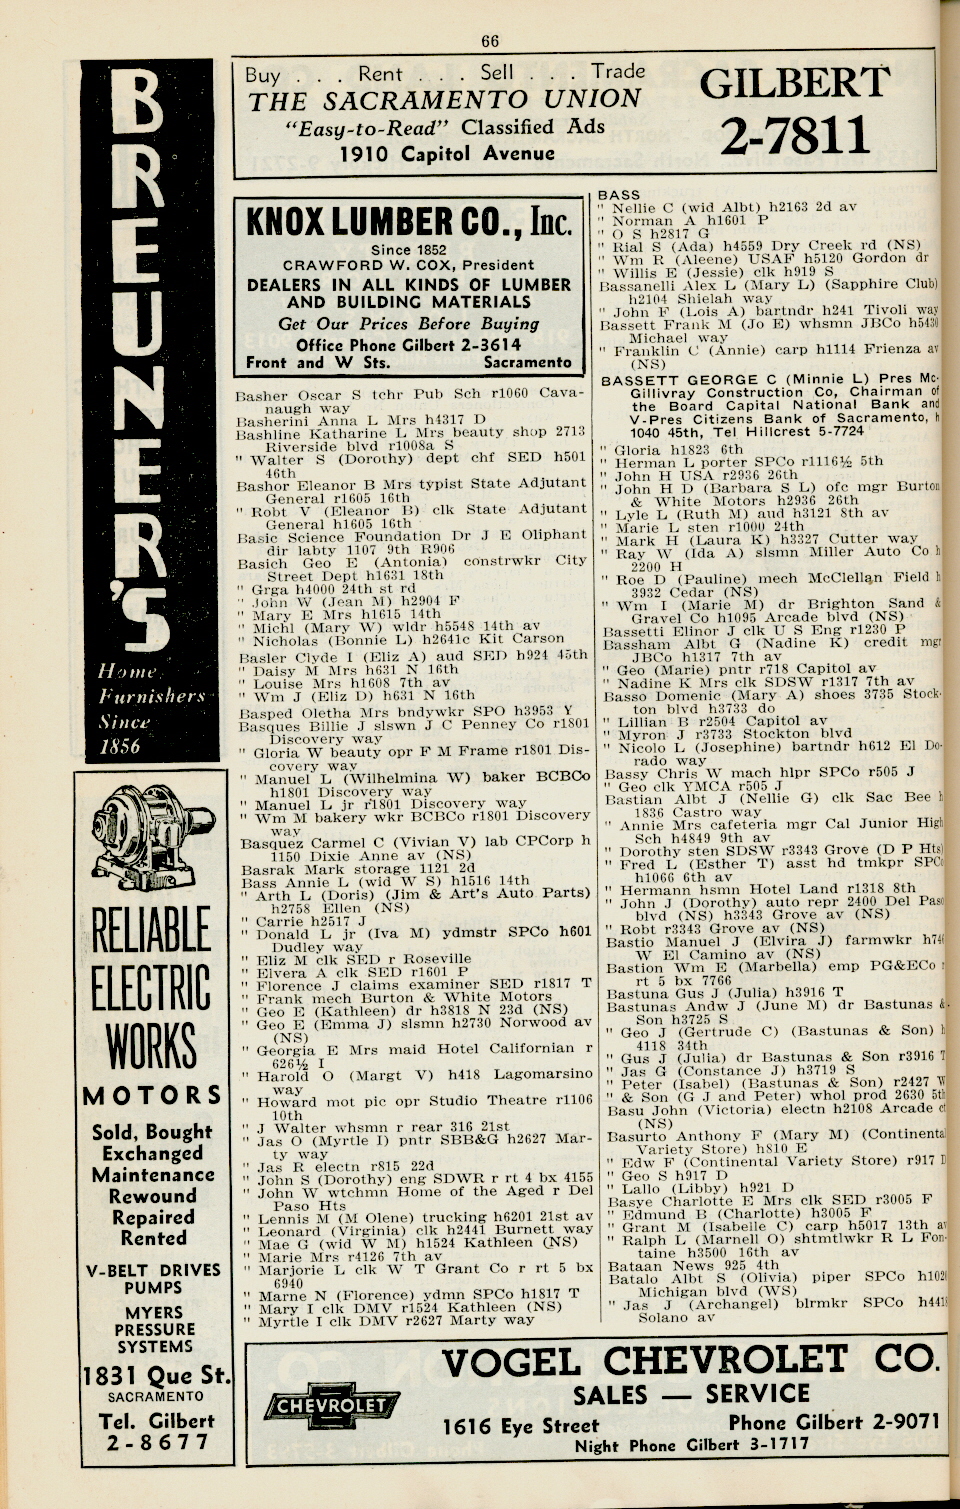 66
BREUNER'S
Home
Furnishers
Since
1856
RELIABLE
ELECTRIC
WORKS
MOTORS
Sold, Bought
Exchanged
Maintenance
Rewound
Repaired
Rented
V-BELT DRIVES
PUMPS
MYERS
PRESSURE
SYSTEMS
1831 Que St.
SACRAMENTO
Tel. Gilbert
2-8677
Buy . . . Rent . . . Sell . . . Trade
THE SACRAMENTO UNION
"Easy-to-Read" Classified Ads
1910 Capitol Avenue
GILBERT
2-7811
KNOX LUMBER CO., Inc.
Since 1852
CRAWFORD W. COX, President
DEALERS IN ALL KINDS OF LUMBER
AND BUILDING MATERIALS
Get Our Prices Before Buying
Office Phone Gilbert 2-3614
Front and W Sts. Sacramento
Basher Oscar S tchr Pub Sch r1060 Cava-
naugh way
Basherini Anna L Mrs h4317 D
Bashline Katharine L Mrs beauty shop 2713
Riverside blvd r1008a S
" Walter S (Dorothy) dept chf SED h501
46th
Bashor Eleanor B Mrs typist State Adjutant
General r1605 16th
" Robt V (Eleanor B) clk State Adjutant
General h1605 16th
Basic Science Foundation Dr J E Oliphant
dir labty 1107 9th R906
Basich Geo E (Antonia) constrwkr City
Street Dept h1631 18th
" Grga h4000 24th st rd
" John W (Jean M) h2904 F
" Mary E Mrs h1615 14th
" Michl (Mary W) wldr h5548 14th av
" Nicholas (Bonnie L) h2641c Kit Carson
Basler Clyde I (Eliz A) aud SED h924 45th
" Daisy M Mrs h631 N 16th
" Louise Mrs h1608 7th av
" Wm J (Eliz D) h631 N 16th
Basped Oletha Mrs bndywkr SPO h3953 Y
Basques Billie J slswn J C Penney Co r1801
Discovery way
" Gloria W beauty opr F M Frame r1801 Dis-
covery way
" Manuel L (Wilhelmina W) baker BCBCo
h1801 Discovery way
" Manuel L jr r1801 Discovery way
" Wm M bakery wkr BCBCo r1801 Discovery
way
Basquez Carmel C (Vivian V) lab CPCorp h
1150 Dixie Anne av (NS)
Basrak Mark storage 1121 2d
Bass Annie L (wid W S) h1516 14th
" Arth L (Doris) (Jim & Art's Auto Parts)
h2758 Ellen (NS)
" Carrie h2517 J
" Donald L jr (Iva M) ydmstr SPCo h601
Dudley way
" Eliz M clk SED r Roseville
" Elvera A clk SED r1601 P
" Florence J claims examiner SED r1817 T
" Frank mech Burton & White Motors
" Geo E (Kathleen) dr h3818 N 23d (NS)
" Geo E (Emma J) slsmn h2730 Norwood av
(NS)
" Georgia E Mrs maid Hotel Californian r
626½ I
" Harold O (Margt V) h418 Lagomarsino
way
" Howard mot pic opr Studio Theatre r1106
10th
" J Walter whsmn r rear 316 21st
" Jas O (Myrtle I) pntr SBB&G h2627 Mar-
ty way
" Jas R electn r815 22d
" John S (Dorothy) eng SDWR r rt 4 bx 4155
" John W wtchmn Home of the Aged r Del
Paso Hts
" Lennis M (M Olene) trucking h6201 21st av
" Leonard (Virginia) clk h2441 Burnett way
" Mae G (wid W M) h1524 Kathleen (NS)
" Marie Mrs r4126 7th av
" Marjorie L clk W T Grant Co r rt 5 bx
6940
" Marne N (Florence) ydmn SPCo h1817 T
" Mary I clk DMV r1524 Kathleen (NS)
" Myrtle I clk DMV r2627 Marty way
BASS
" Nellie C (wid Albt) h2163 2d av
" Norman A h1601 P
" O S h2817 G
" Rial S (Ada) h4559 Dry Creek rd (NS)
" Wm R (Aleene) USAF h5120 Gordon dr
" Willis E (Jessie) clk h919 S
Bassanelli Alex L (Mary L) (Sapphire Club)
h2104 Shielah way
" John F (Lois A) bartndr h241 Tivoli way
Bassett Frank M (Jo E) whsmn JBCo h5430
Michael way
" Franklin C (Annie) carp h1114 Frienza av
(NS)
BASSETT GEORGE C (Minnie L) Pres Mc-
Gillivray Construction Co, Chairman of
the Board Capital National Bank and
V-Pres Citizens Bank of Sacramento, h
1040 45th, Tel Hillcrest 5-7724
" Gloria h1823 6th
" Herman L porter SPCo r1116½ 5th
" John H USA r2936 26th
" John H D (Barbara S L) ofc mgr Burton
& White Motors h2936 26th
" Lyle L (Ruth M) aud h3121 8th av
" Marie L sten r1000 24th
" Mark H (Laura K) h3327 Cutter way
" Ray W (Ida A) slsmn Miller Auto Co h
2200 H
" Roe D (Pauline) mech McClellan Field h
3932 Cedar (NS)
" Wm I (Marie M) dr Brighton Sand &
Gravel Co h1095 Arcade blvd (NS)
Bassetti Elinor J clk U S Eng r1230 P
Bassham Albt G (Nadine K) credit mgr
JBCo h1317 7th av
" Geo (Marie) pntr r718 Capitol av
" Nadine K Mrs clk SDSW r1317 7th av
Basso Domenic (Mary A) shoes 3735 Stock-
ton blvd h3733 do
" Lillian B r2504 Capitol av
" Myron J r3733 Stockton blvd
" Nicolo L (Josephine) bartndr h612 El Do-
rado way
Bassy Chris W mach hlpr SPCo r505 J
" Geo clk YMCA r505 J
Bastian Albt J (Nellie G) clk Sac Bee h
1836 Castro way
" Annie Mrs cafeteria mgr Cal Junior High
Sch h4849 9th av
" Dorothy sten SDSW r3343 Grove (D P Hts)
" Fred L (Esther T) asst hd tmkpr SPCo
h1066 6th av
" Hermann hsmn Hotel Land r1318 8th
" John J (Dorothy) auto repr 2400 Del Paso
blvd (NS) h3343 Grove av (NS)
" Robt r3343 Grove av (NS)
Bastio Manuel J (Elvira J) farmwkr h746
W El Camino av (NS)
Bastion Wm E (Marbella) emp PG&ECo r
rt 5 bx 7766
Bastuna Gus J (Julia) h3916 T
Bastunas Andw J (June M) dr Bastunas &
Son h3725 S
" Geo J (Gertrude C) (Bastunas & Son) h
4118 34th
" Gus J (Julia) dr Bastunas & Son r3916 T
" Jas G (Constance J) h3719 S
" Peter (Isabel) (Bastunas & Son) r2427 W
" & Son (G J and Peter) whol prod 2630 5th
Basu John (Victoria) electn h2108 Arcade ct
(NS)
Basurto Anthony F (Mary M) (Continental
Variety Store) h810 E
" Edw F (Continental Variety Store) r917 D
" Geo S h917 D
" Lallo (Libby) h921 D
Basye Charlotte E Mrs clk SED r3005 F
" Edmund B (Charlotte) h3005 F
" Grant M (Isabelle C) carp h5017 13th av
" Ralph L (Marnell O) shtmtlwkr R L Fon-
taine h3500 16th av
Bataan News 925 4th
Batalo Albt S (Olivia) piper SPCo h1020
Michigan blvd (WS)
" Jas J (Archangel) blrmkr SPCo h4418
Solano av
CHEVROLET
VOGEL CHEVROLET CO.
SALES — SERVICE
1616 Eye Street Phone Gilbert 2-9071
Night Phone Gilbert 3-1717